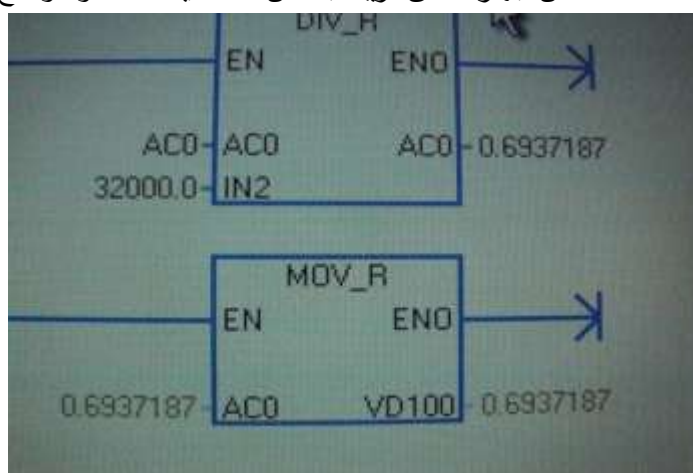 DIV_R
EN ENO
AC0 AC0 AC0 0.6937187
32000.0 IN2
MOV_R
EN ENO
0.6937187 AC0 VD100 0.6937187